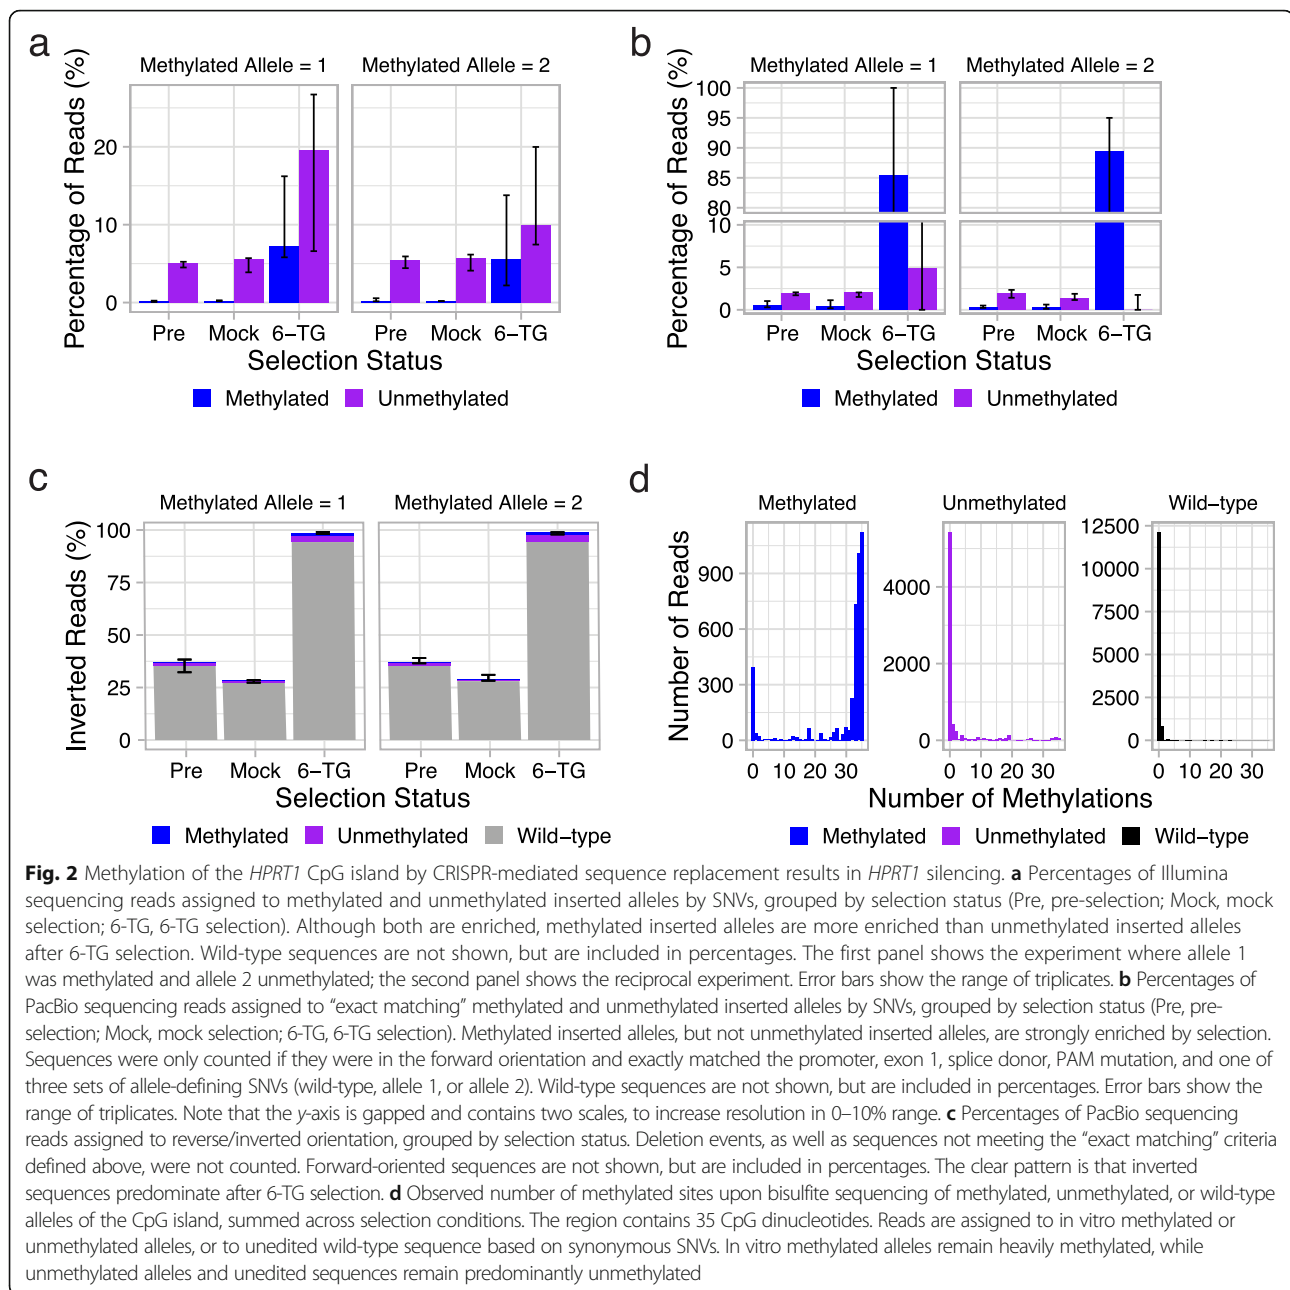 a
Methylated Allele = 1
Methylated Allele = 2
Percentage of Reads (%)
20
10
0
Pre
Mock
6−TG
Pre
Mock
6−TG
Selection Status
Methylated
Unmethylated
b
Methylated Allele = 1
Methylated Allele = 2
Percentage of Reads (%)
100
95
90
85
80
10
5
0
Pre
Mock
6−TG
Pre
Mock
6−TG
Selection Status
Methylated
Unmethylated
c
Methylated Allele = 1
Methylated Allele = 2
Inverted Reads (%)
100
75
50
25
0
Pre
Mock
6−TG
Pre
Mock
6−TG
Selection Status
Methylated
Unmethylated
Wild−type
d
Methylated
Unmethylated
Wild−type
Number of Reads
900
600
300
0
4000
2000
0
12500
10000
7500
5000
2500
0
0 10 20 30
0 10 20 30
0 10 20 30
Number of Methylations
Methylated
Unmethylated
Wild−type
Fig. 2 Methylation of the HPRT1 CpG island by CRISPR-mediated sequence replacement results in HPRT1 silencing. a Percentages of Illumina
sequencing reads assigned to methylated and unmethylated inserted alleles by SNVs, grouped by selection status (Pre, pre-selection; Mock, mock
selection; 6-TG, 6-TG selection). Although both are enriched, methylated inserted alleles are more enriched than unmethylated inserted alleles
after 6-TG selection. Wild-type sequences are not shown, but are included in percentages. The first panel shows the experiment where allele 1
was methylated and allele 2 unmethylated; the second panel shows the reciprocal experiment. Error bars show the range of triplicates. b Percentages of
PacBio sequencing reads assigned to “exact matching” methylated and unmethylated inserted alleles by SNVs, grouped by selection status (Pre, pre-
selection; Mock, mock selection; 6-TG, 6-TG selection). Methylated inserted alleles, but not unmethylated inserted alleles, are strongly enriched by selection.
Sequences were only counted if they were in the forward orientation and exactly matched the promoter, exon 1, splice donor, PAM mutation, and one of
three sets of allele-defining SNVs (wild-type, allele 1, or allele 2). Wild-type sequences are not shown, but are included in percentages. Error bars show the
range of triplicates. Note that the y-axis is gapped and contains two scales, to increase resolution in 0–10% range. c Percentages of PacBio sequencing
reads assigned to reverse/inverted orientation, grouped by selection status. Deletion events, as well as sequences not meeting the “exact matching” criteria
defined above, were not counted. Forward-oriented sequences are not shown, but are included in percentages. The clear pattern is that inverted
sequences predominate after 6-TG selection. d Observed number of methylated sites upon bisulfite sequencing of methylated, unmethylated, or wild-type
alleles of the CpG island, summed across selection conditions. The region contains 35 CpG dinucleotides. Reads are assigned to in vitro methylated or
unmethylated alleles, or to unedited wild-type sequence based on synonymous SNVs. In vitro methylated alleles remain heavily methylated, while
unmethylated alleles and unedited sequences remain predominantly unmethylated